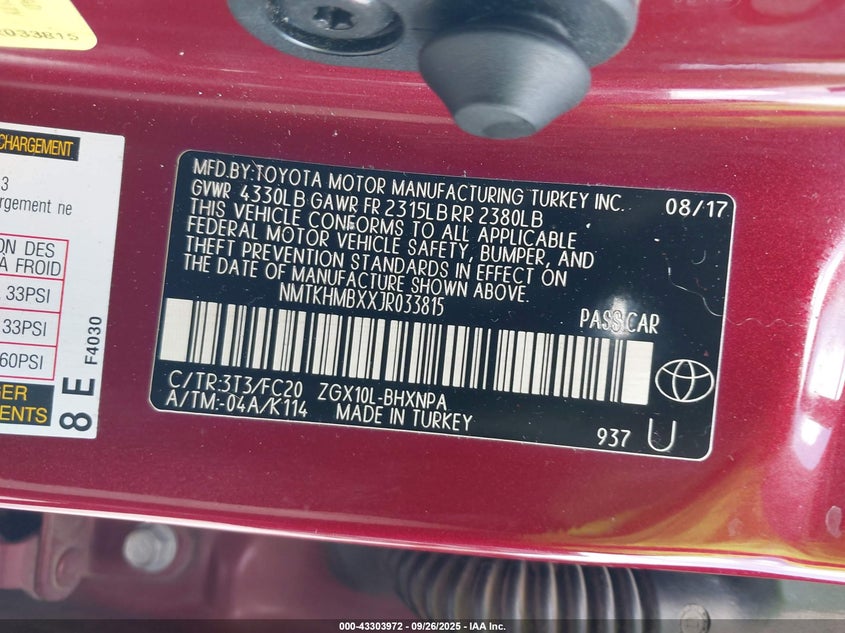 033815
CHARGEMENT
3
rgement ne
ON DES
A FROID
33PSI
33PSI
60PSI
GER
ENTS
8 E
F4030
MFD.BY:TOYOTA MOTOR MANUFACTURING TURKEY INC. 08/17
GVWR 4330LB GAWR FR 2315LB RR 2380LB
THIS VEHICLE CONFORMS TO ALL APPLICABLE
FEDERAL MOTOR VEHICLE SAFETY, BUMPER, AND
THEFT PREVENTION STANDARDS IN EFFECT ON
THE DATE OF MANUFACTURE SHOWN ABOVE.
NMTKHMBXXJR033815
PASS CAR
C/TR:3T3/FC20 ZGX10L-BHXNPA
A/TM:-04A/K114 MADE IN TURKEY
937 U
000-43303972 - 09/26/2025 - IAA Inc.